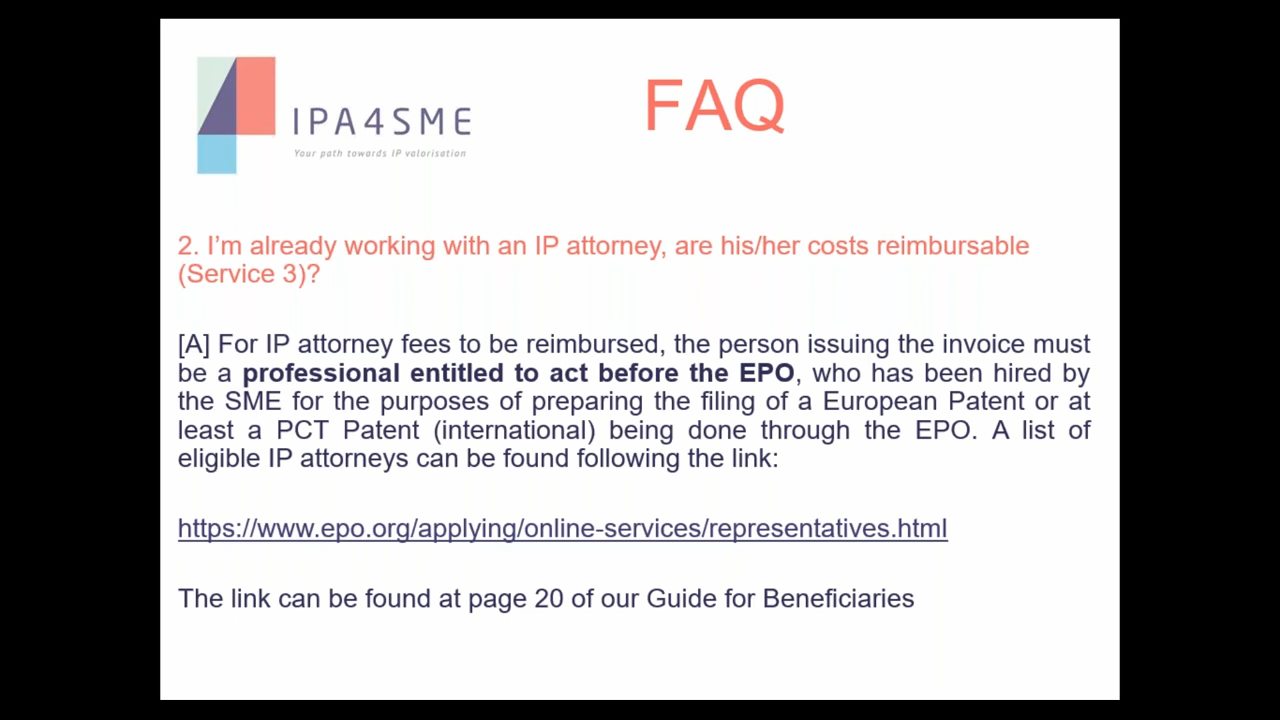 IPA4SME
Your path towards IP valorisation
FAQ
2. I’m already working with an IP attorney, are his/her costs reimbursable
(Service 3)?
[A] For IP attorney fees to be reimbursed, the person issuing the invoice must
be a professional entitled to act before the EPO, who has been hired by
the SME for the purposes of preparing the filing of a European Patent or at
least a PCT Patent (international) being done through the EPO. A list of
eligible IP attorneys can be found following the link:
https://www.epo.org/applying/online-services/representatives.html
The link can be found at page 20 of our Guide for Beneficiaries